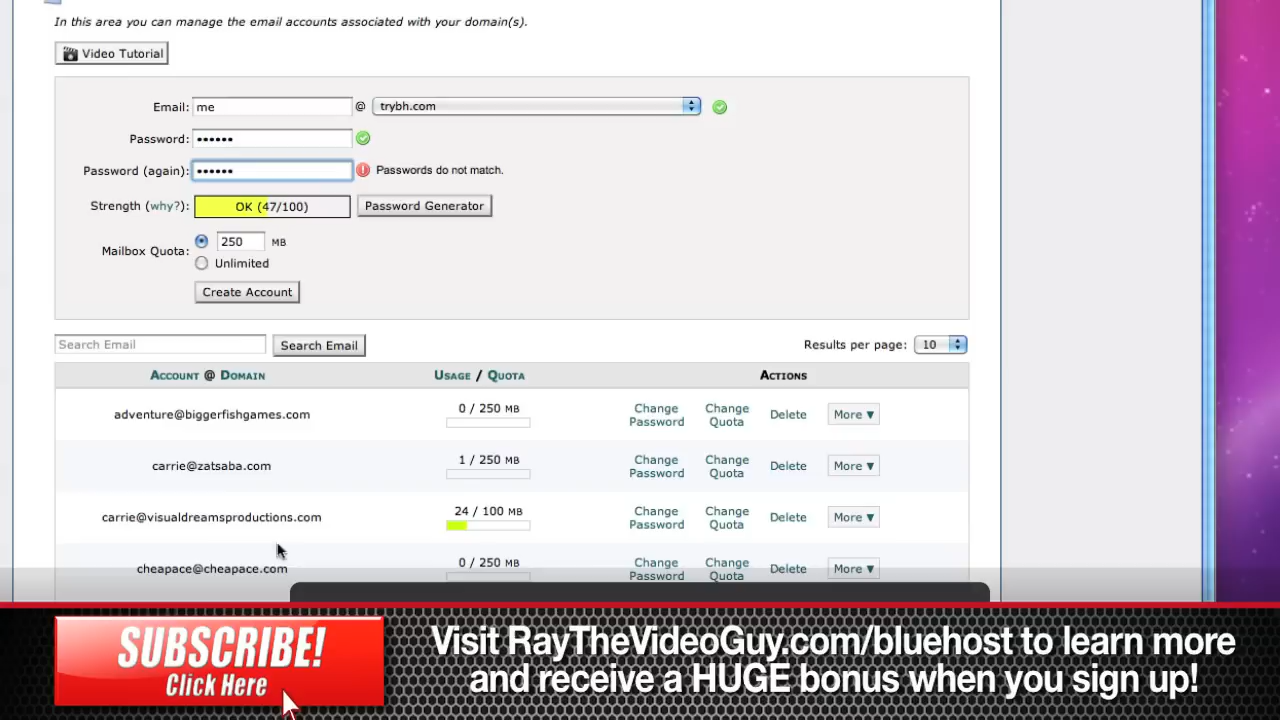 In this area you can manage the email accounts associated with your domain(s).
Video Tutorial
Email: me @ trybh.com
Password: ••••••
Password (again): •••••• Passwords do not match.
Strength (why?): OK (47/100) Password Generator
Mailbox Quota: 250 MB
Unlimited
Create Account
Search Email Search Email Results per page: 10
Account @ Domain Usage / Quota Actions
adventure@biggerfishgames.com 0 / 250 MB Change Password Change Quota Delete More ▼
carrie@zatsaba.com 1 / 250 MB Change Password Change Quota Delete More ▼
carrie@visualdreamsproductions.com 24 / 100 MB Change Password Change Quota Delete More ▼
cheapace@cheapace.com 0 / 250 MB Change Password Change Quota Delete More ▼
SUBSCRIBE!
Click Here
Visit RayTheVideoGuy.com/bluehost to learn more
and receive a HUGE bonus when you sign up!